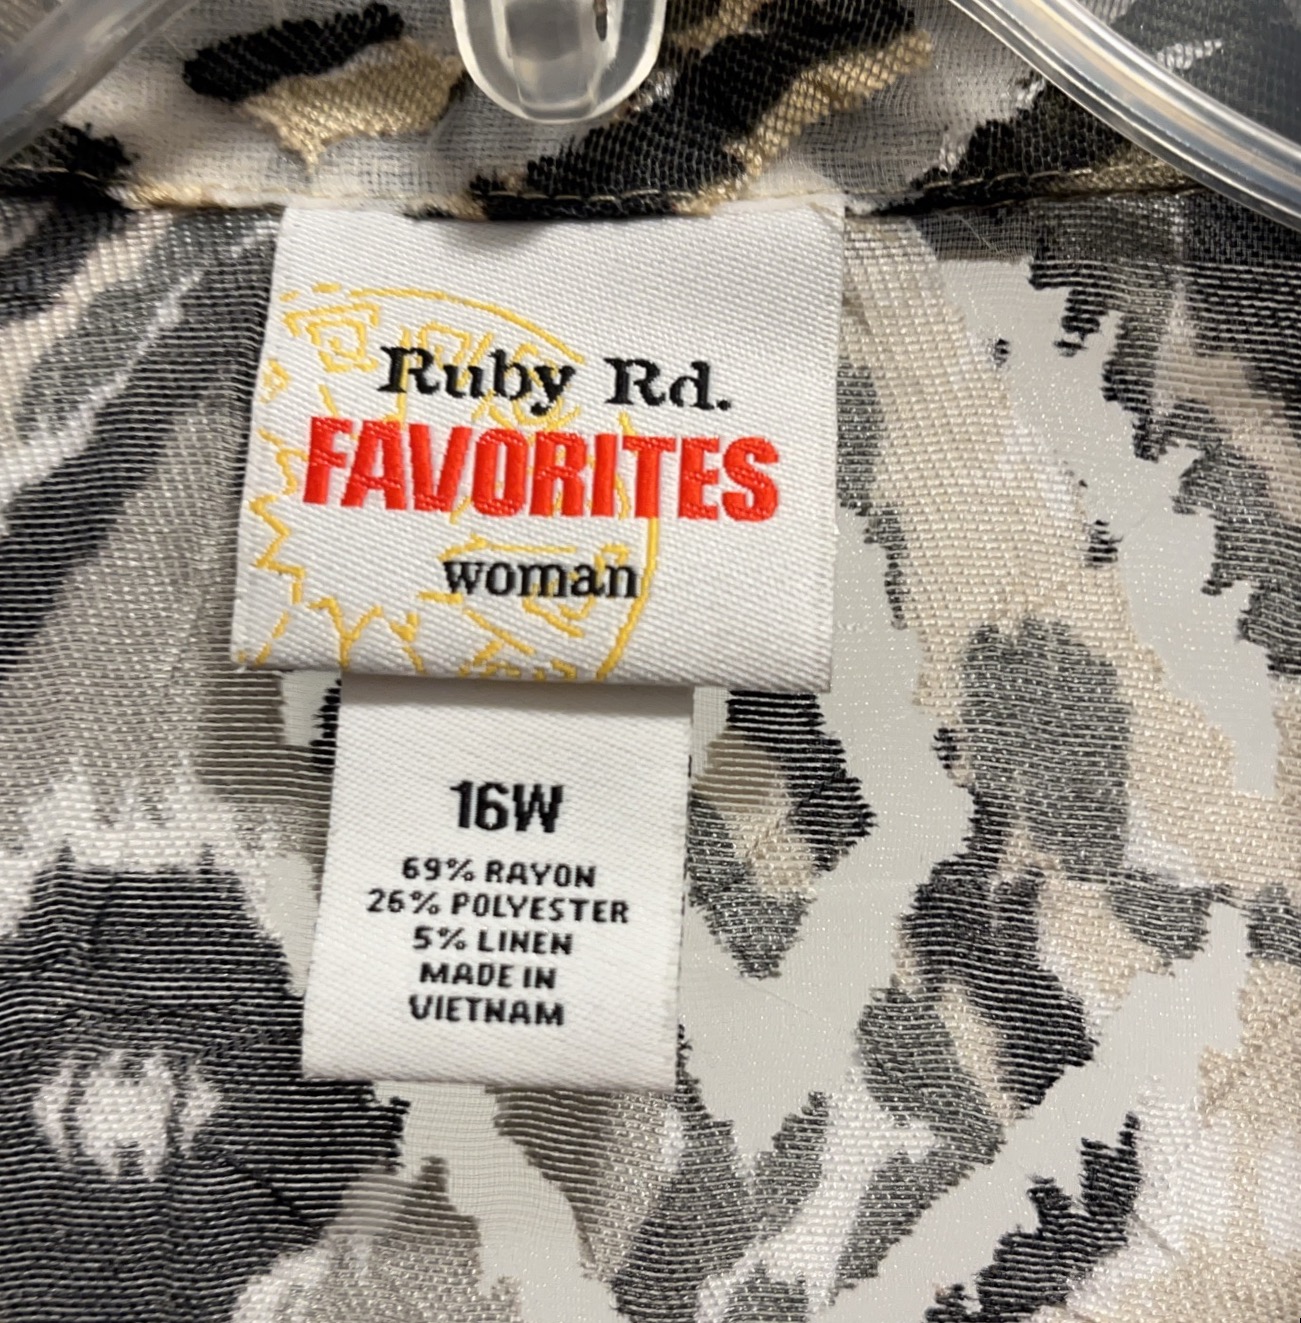 Ruby Rd.
FAVORITES
woman
16W
69% RAYON
26% POLYESTER
5% LINEN
MADE IN
VIETNAM